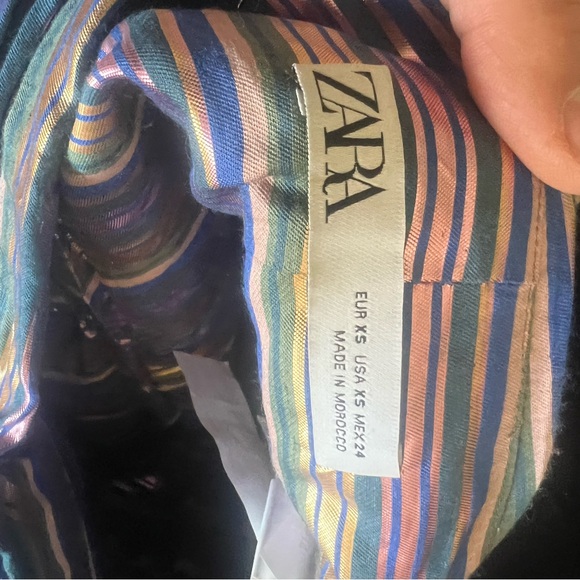 ZARA
EUR XS USA XS MEX 24
MADE IN MOROCCO